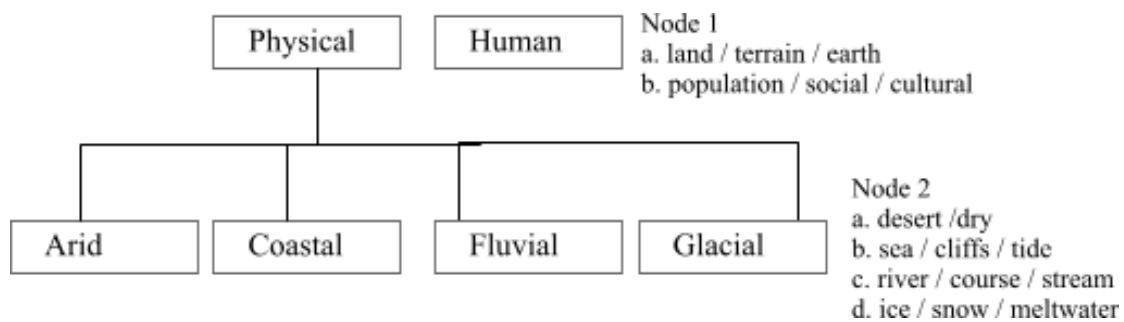 Physical
Human
Node 1
a. land / terrain / earth
b. population / social / cultural
Arid
Coastal
Fluvial
Glacial
Node 2
a. desert /dry
b. sea / cliffs / tide
c. river / course / stream
d. ice / snow / meltwater